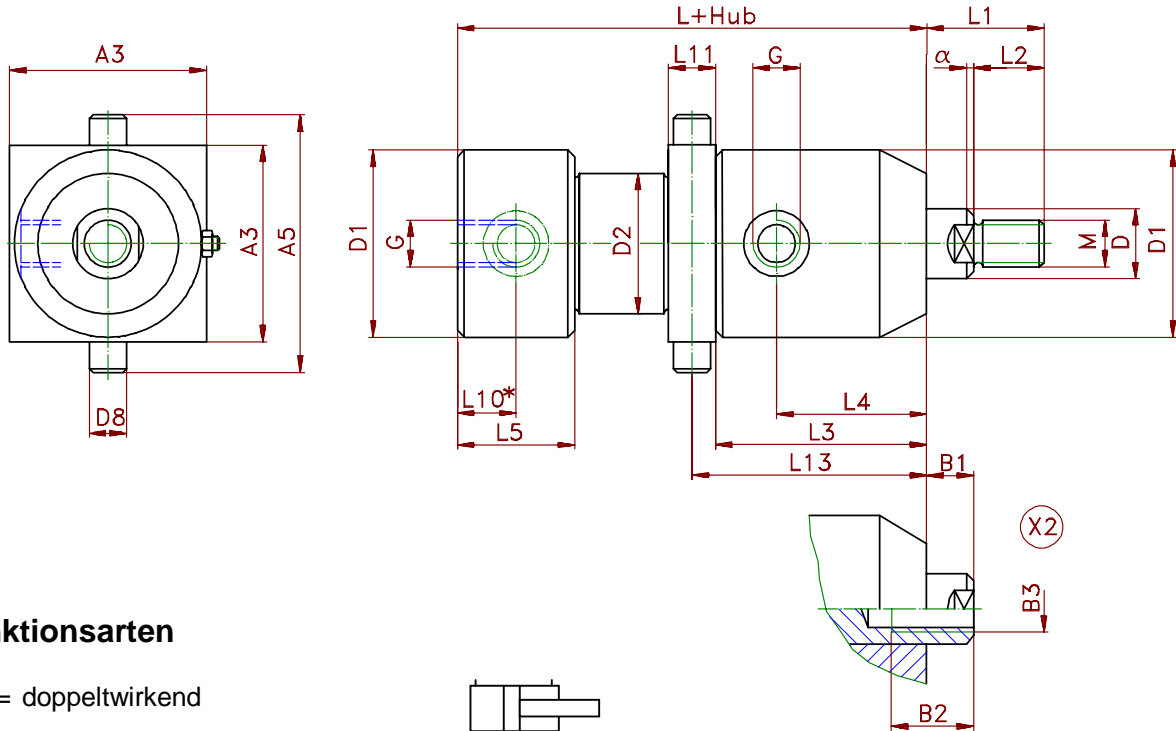 L+Hub
L1
A3
L11
G
α
L2
D1
G
D2
A3
A5
M
D
D1
L10*
L4
D8
L5
L3
L13
B1
X2
B3
ktionsarten
= doppeltwirkend
B2